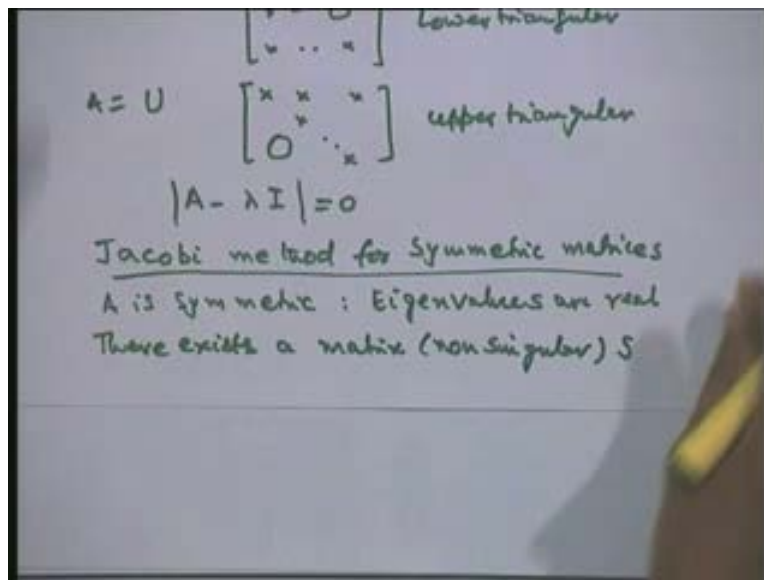 Lower triangular
[x .. x]
A = U [x x x upper triangular
x
O ⋱ x]
|A - λI| = 0
Jacobi method for Symmetric matrices
A is Symmetric : Eigenvalues are real
There exists a matrix (non singular) S